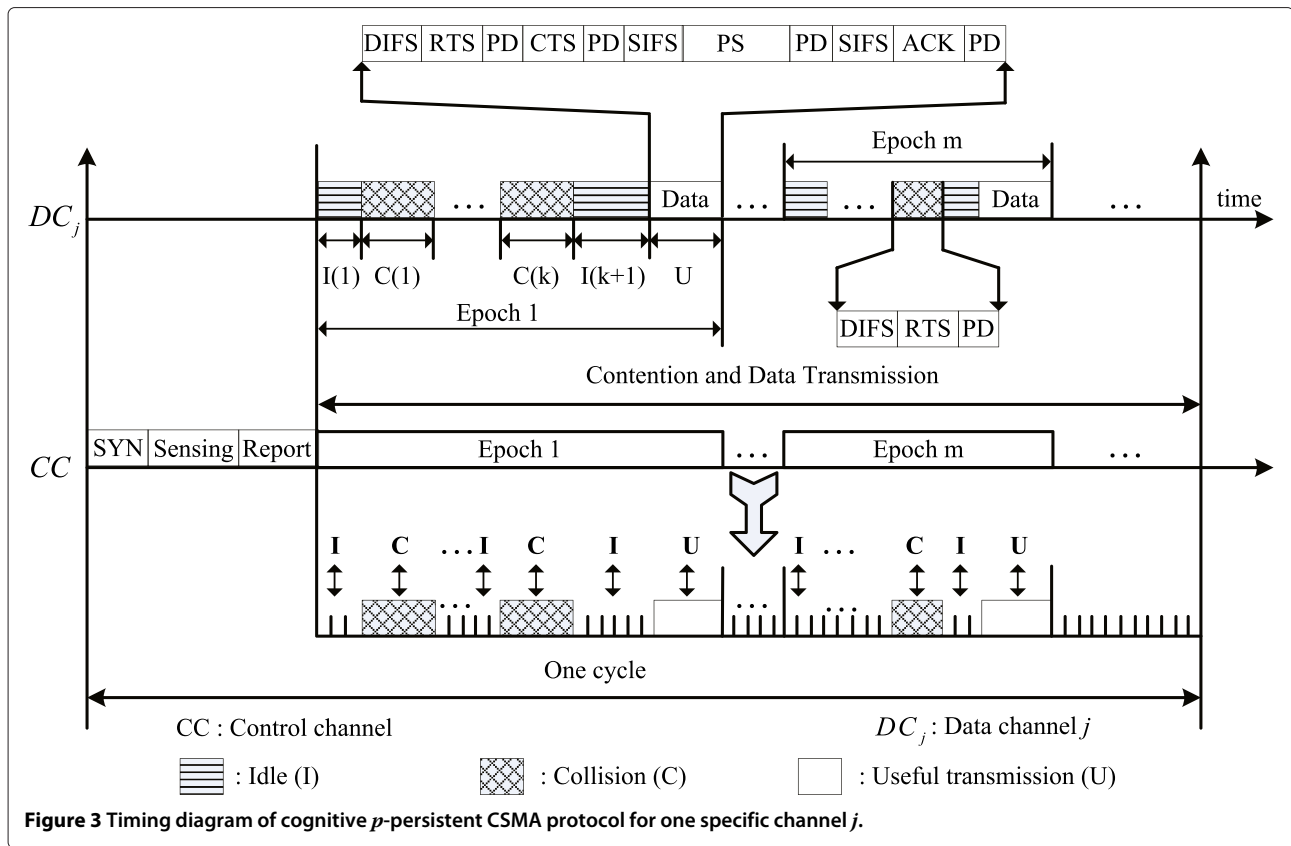 DIFS RTS PD CTS PD SIFS PS PD SIFS ACK PD
Epoch m
Data ... Data
DC_j ... ... ... ... time
I(1) C(1) C(k) I(k+1) U
Epoch 1
DIFS RTS PD
Contention and Data Transmission
SYN Sensing Report Epoch 1 ... Epoch m ...
CC
I C ...I C I U I ... C I U
... ... ...
One cycle
CC : Control channel DC_j : Data channel j
: Idle (I) : Collision (C) : Useful transmission (U)
Figure 3 Timing diagram of cognitive p-persistent CSMA protocol for one specific channel j.